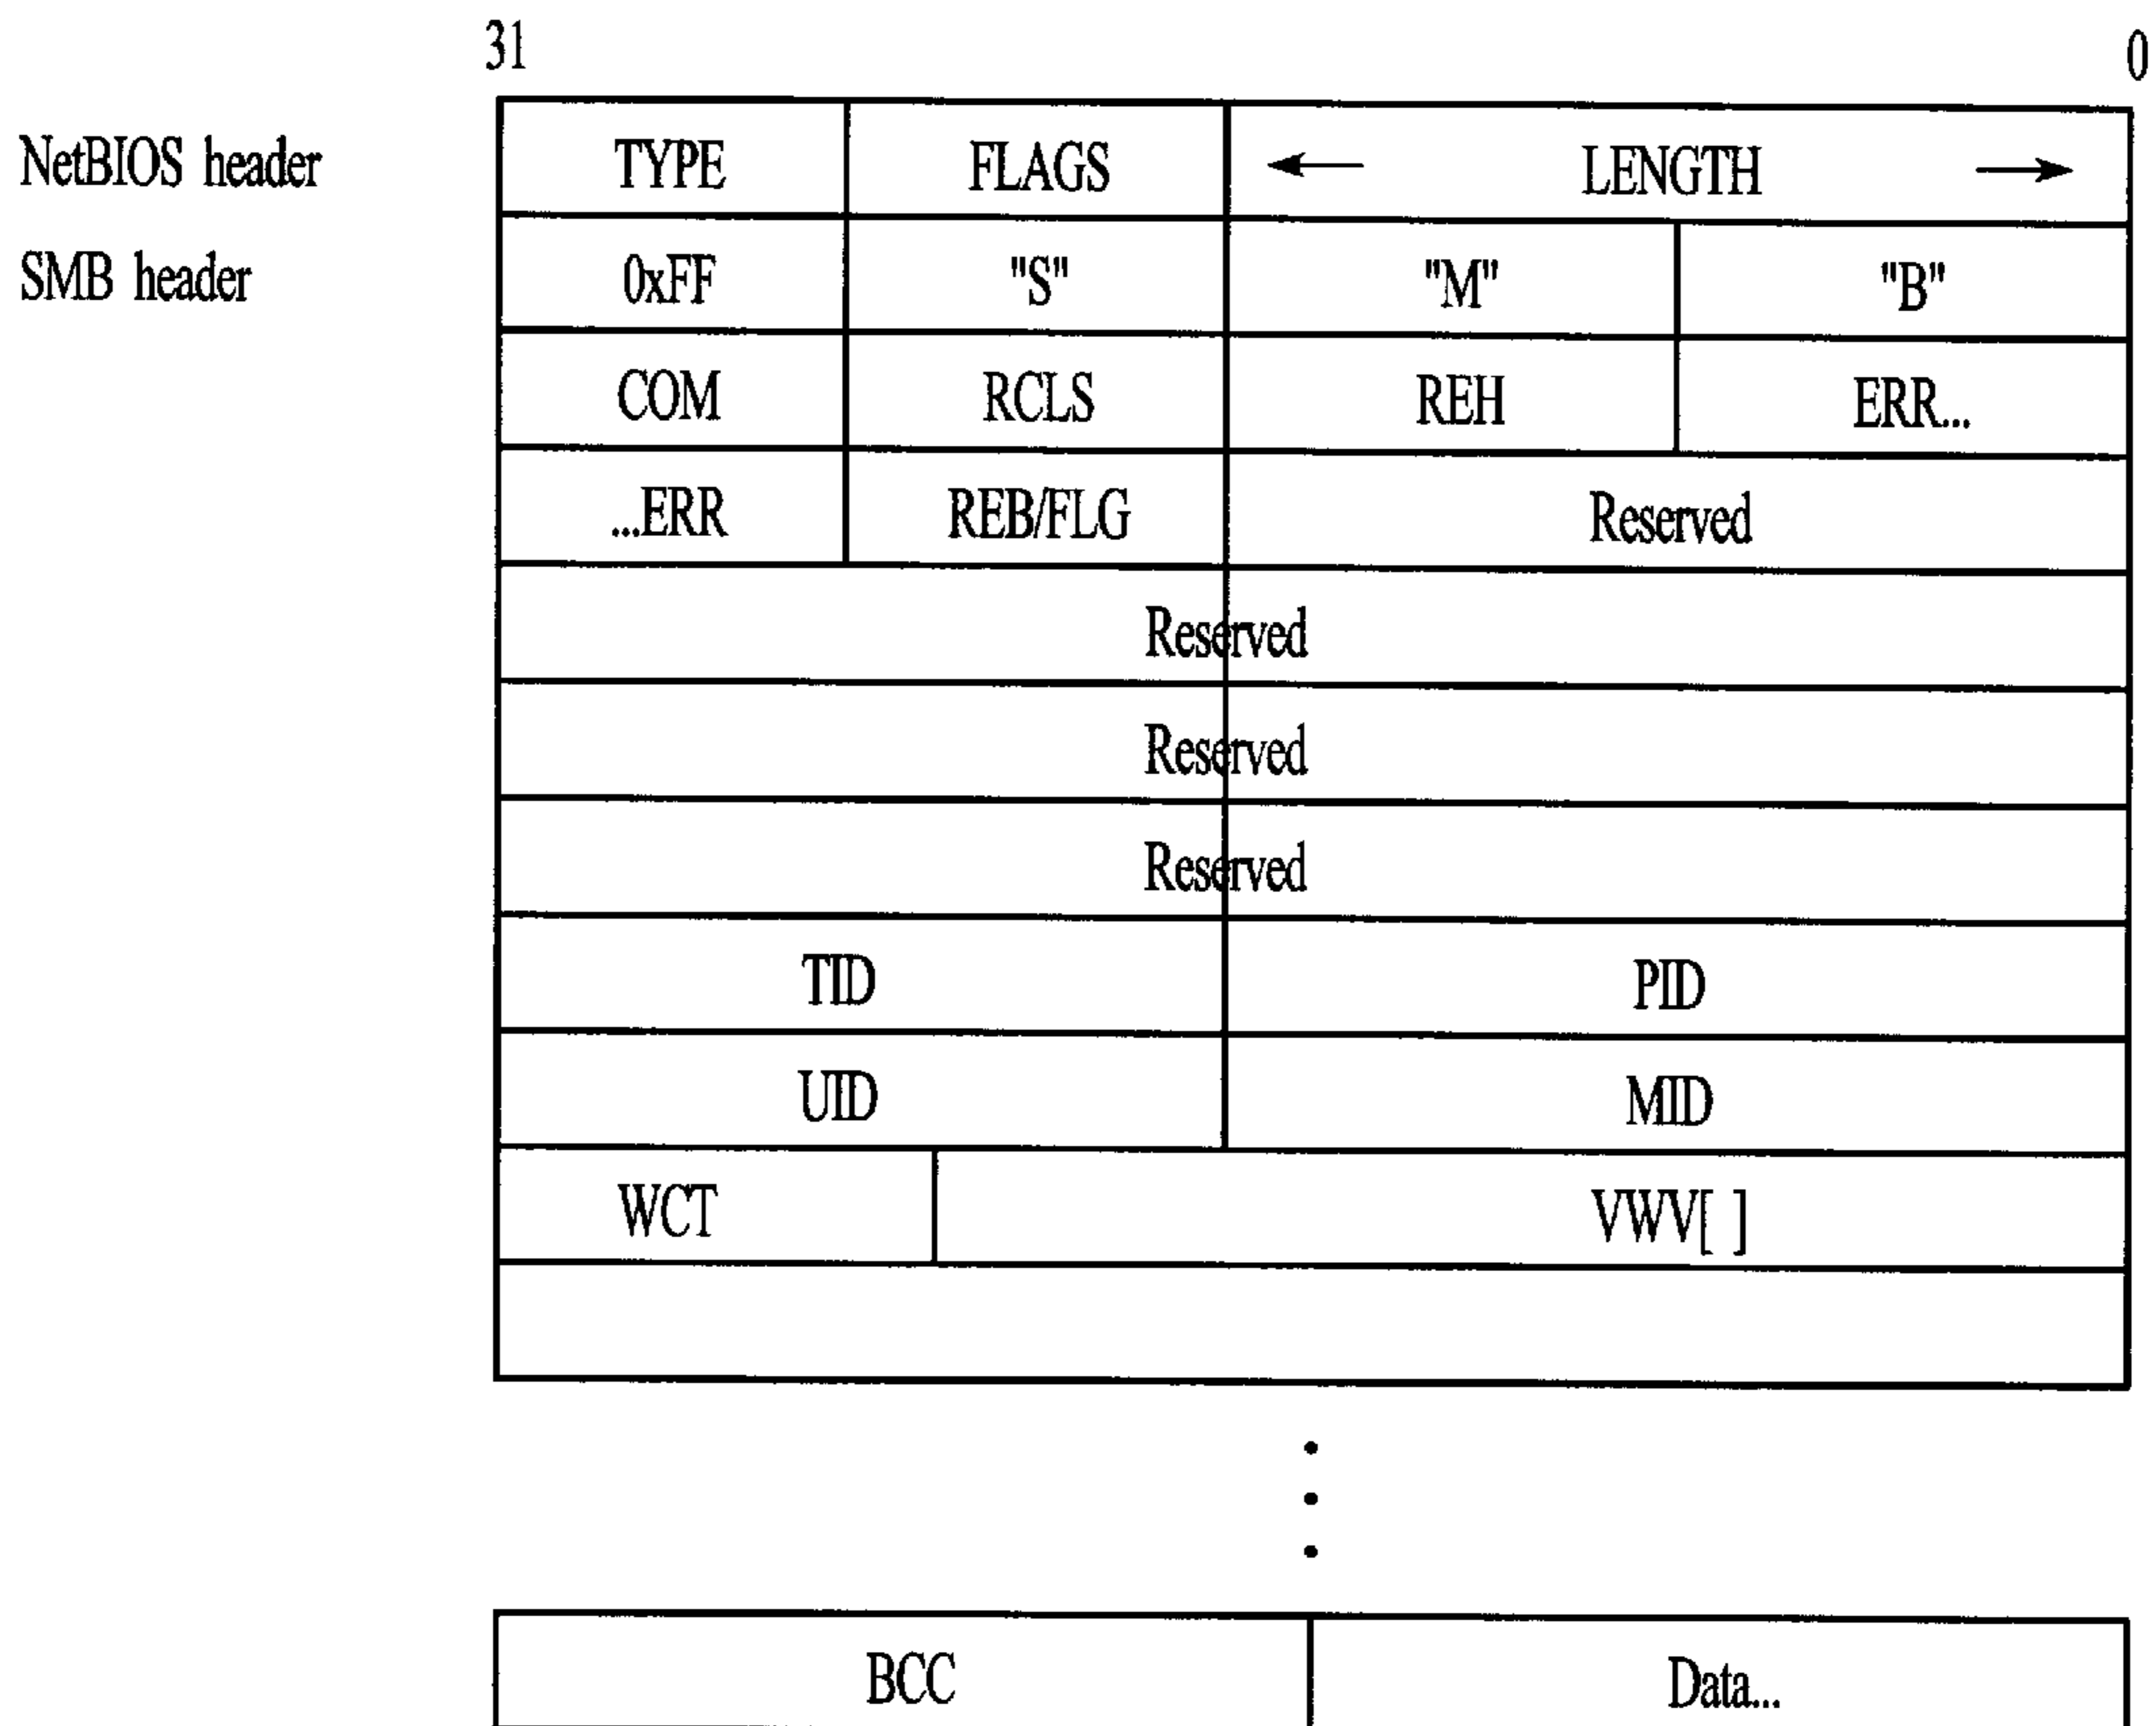 31 0
NetBIOS header TYPE FLAGS LENGTH
SMB header 0xFF "S" "M" "B"
COM RCLS REH ERR...
...ERR REB/FLG Reserved
Reserved
Reserved
Reserved
TID PID
UID MID
WCT VWV[ ]
BCC Data...